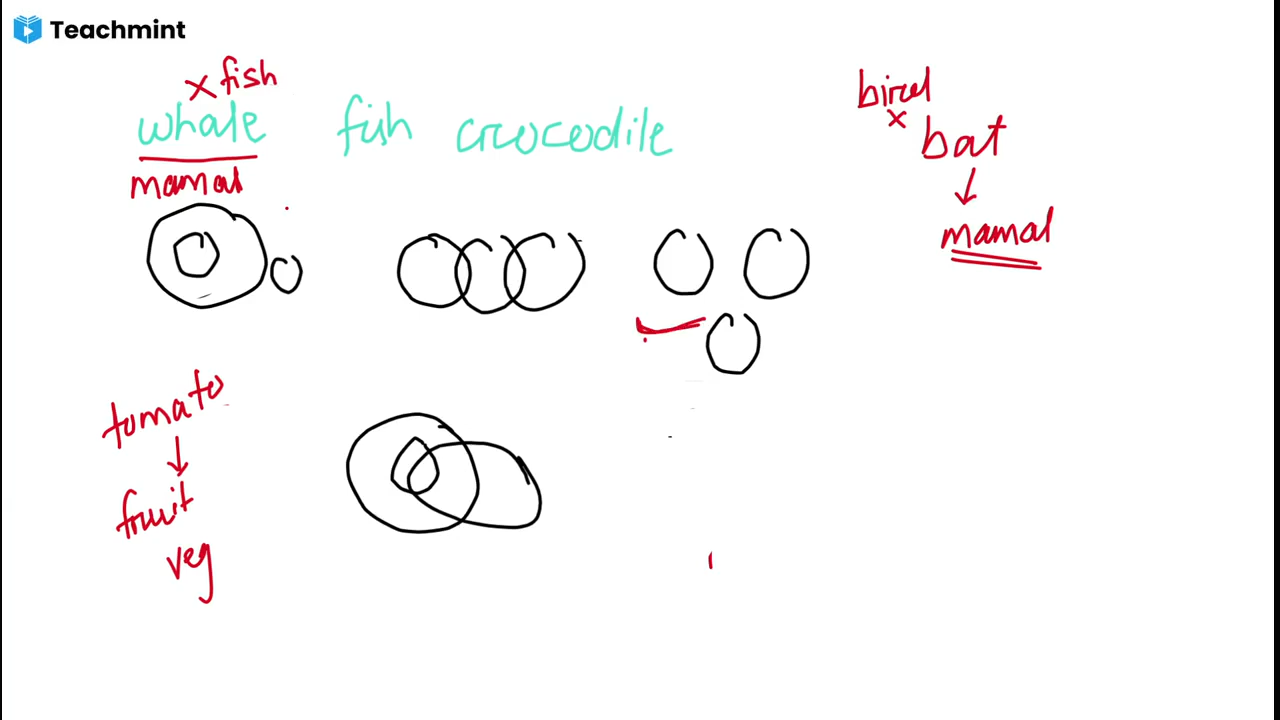 Teachmint
x fish
whale fish crocodile
mamal
bird
x
bat
mamal
tomato
fruit
veg